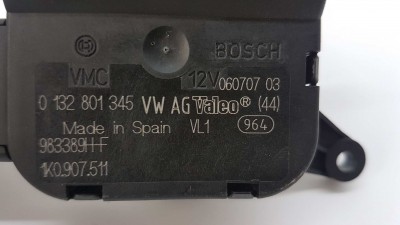 BOSCH
VMC 12V 060707 03
0 132 801 345 VW AG Valeo® (44)
Made in Spain VL1 964
983389H-F
1K0.907.511